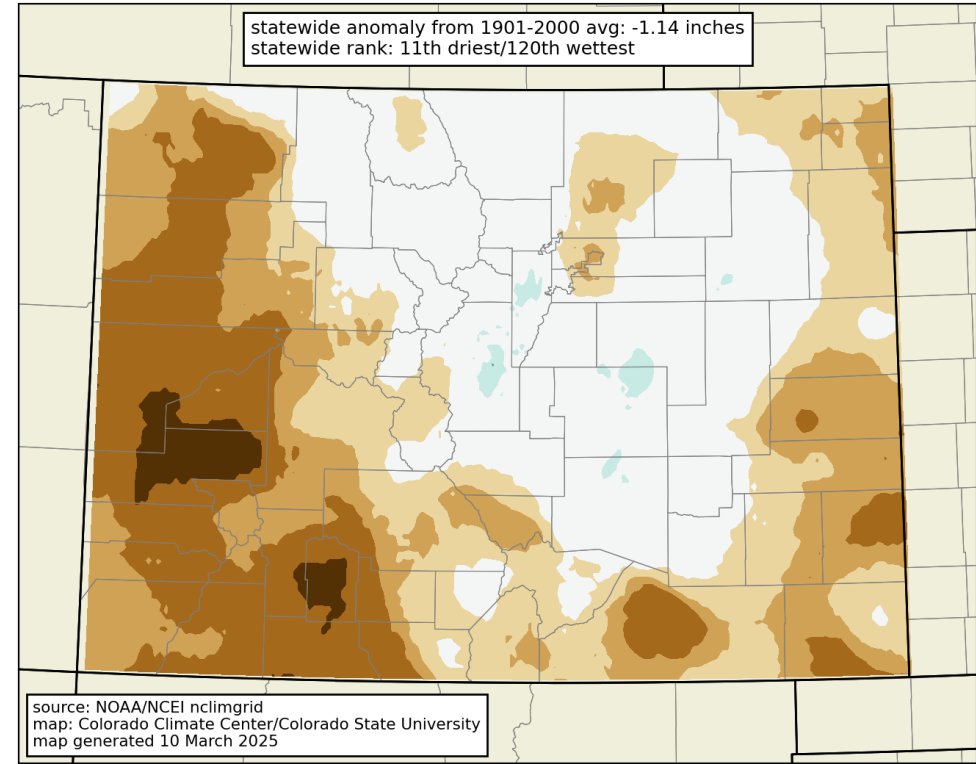 statewide anomaly from 1901-2000 avg: -1.14 inches
statewide rank: 11th driest/120th wettest
source: NOAA/NCEI nclimgrid
map: Colorado Climate Center/Colorado State University
map generated 10 March 2025